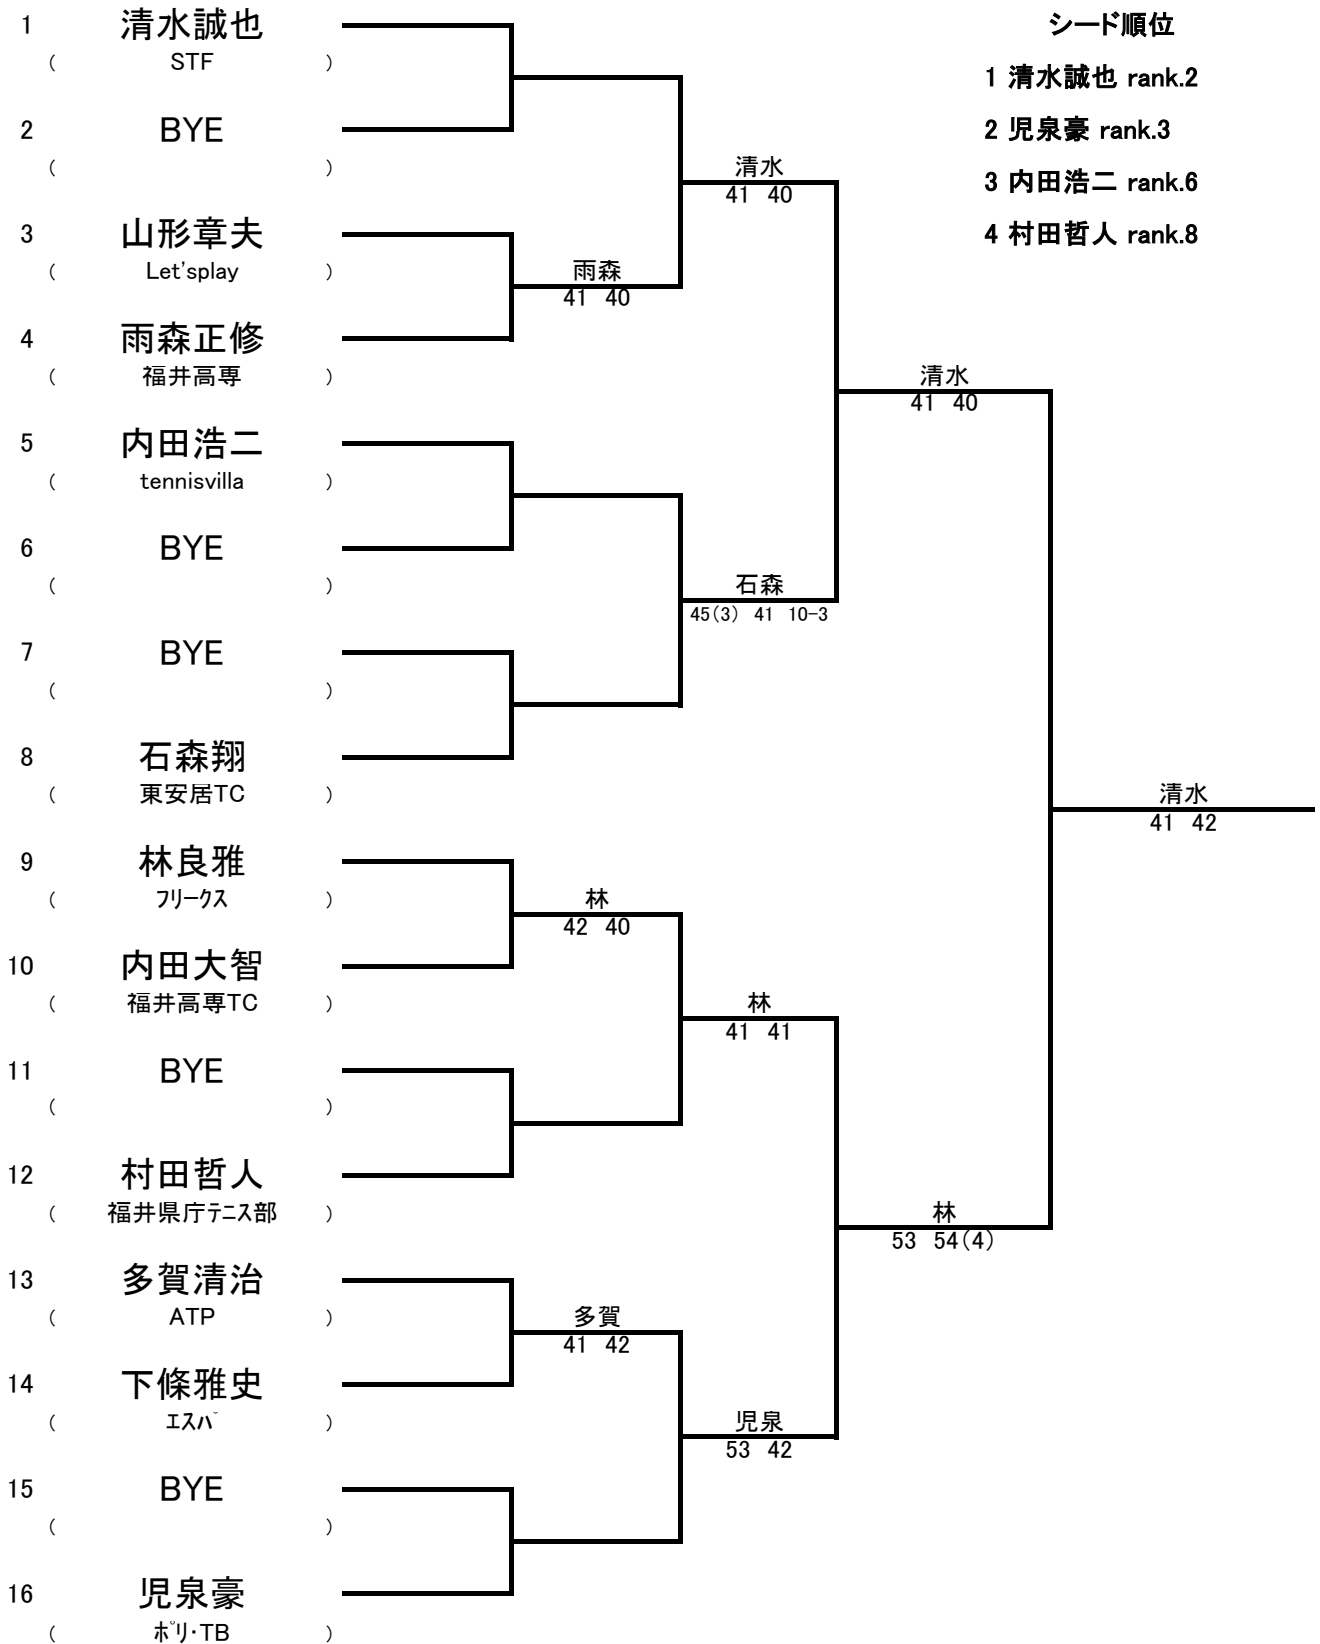 1 清水誠也
( STF )
2 BYE
( )
3 山形章夫
( Let'splay )
4 雨森正修
( 福井高専 )
5 内田浩二
( tennisvilla )
6 BYE
( )
7 BYE
( )
8 石森翔
( 東安居TC )
9 林良雅
( フリークス )
10 内田大智
( 福井高専TC )
11 BYE
( )
12 村田哲人
( 福井県庁テニス部 )
13 多賀清治
( ATP )
14 下條雅史
( エスパ )
15 BYE
( )
16 児泉豪
( ポリ・TB )
雨森
41 40
林
42 40
多賀
41 42
清水
41 40
石森
45(3) 41 10-3
林
41 41
児泉
53 42
清水
41 40
林
53 54(4)
清水
41 42
シード順位
1 清水誠也 rank.2
2 児泉豪 rank.3
3 内田浩二 rank.6
4 村田哲人 rank.8